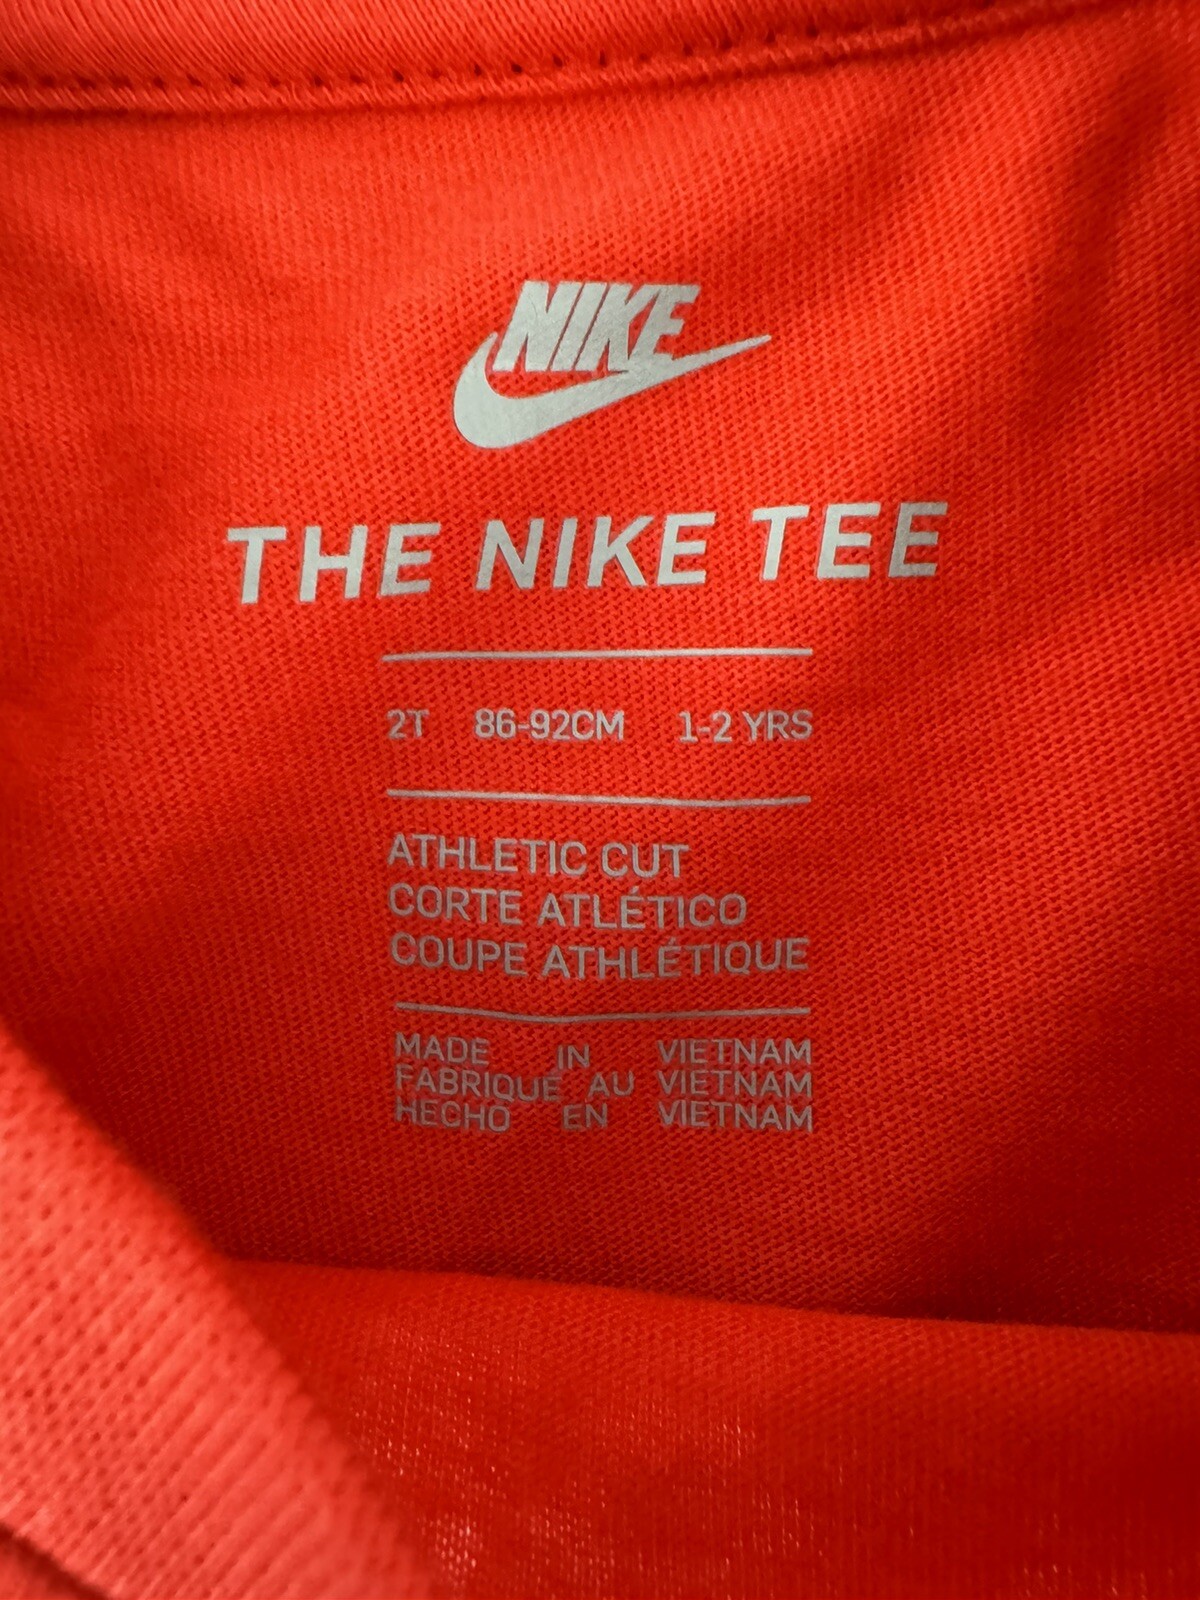 NIKE
THE NIKE TEE
2T 86-92CM 1-2 YRS
ATHLETIC CUT
CORTE ATLÉTICO
COUPE ATHLÉTIQUE
MADE IN VIETNAM
FABRIQUÉ AU VIETNAM
HECHO EN VIETNAM